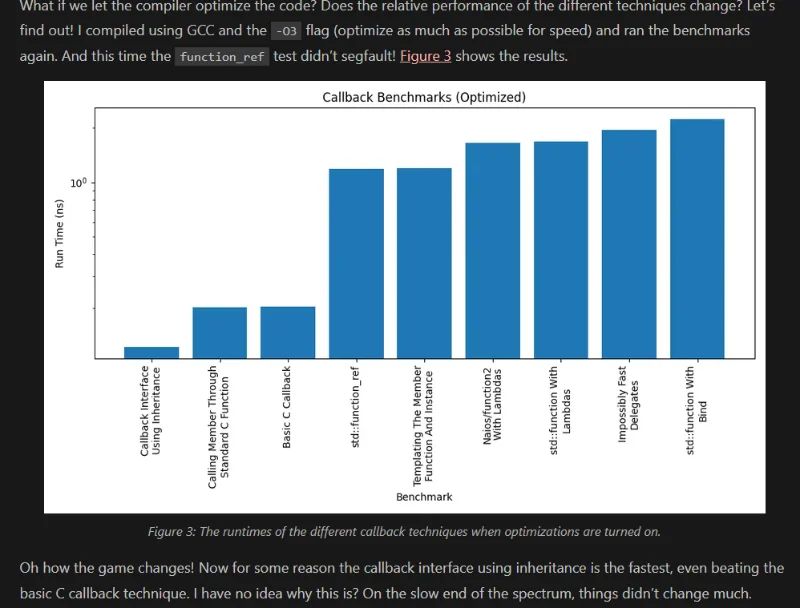 What if we let the compiler optimize the code? Does the relative performance of the different techniques change? Let's
find out! I compiled using GCC and the -O3 flag (optimize as much as possible for speed) and ran the benchmarks
again. And this time the function_ref test didn't segfault! Figure 3 shows the results.
Callback Benchmarks (Optimized)
Run Time (ns)
10⁰
Callback Interface
Using Inheritance
Calling Member Through
Standard C Function
Basic C Callback
std::function_ref
Templating The Member
Function And Instance
Naios/function2
With Lambdas
std::function With
Lambdas
Impossibly Fast
Delegates
std::function With
Bind
Benchmark
Figure 3: The runtimes of the different callback techniques when optimizations are turned on.
Oh how the game changes! Now for some reason the callback interface using inheritance is the fastest, even beating the
basic C callback technique. I have no idea why this is? On the slow end of the spectrum, things didn't change much.